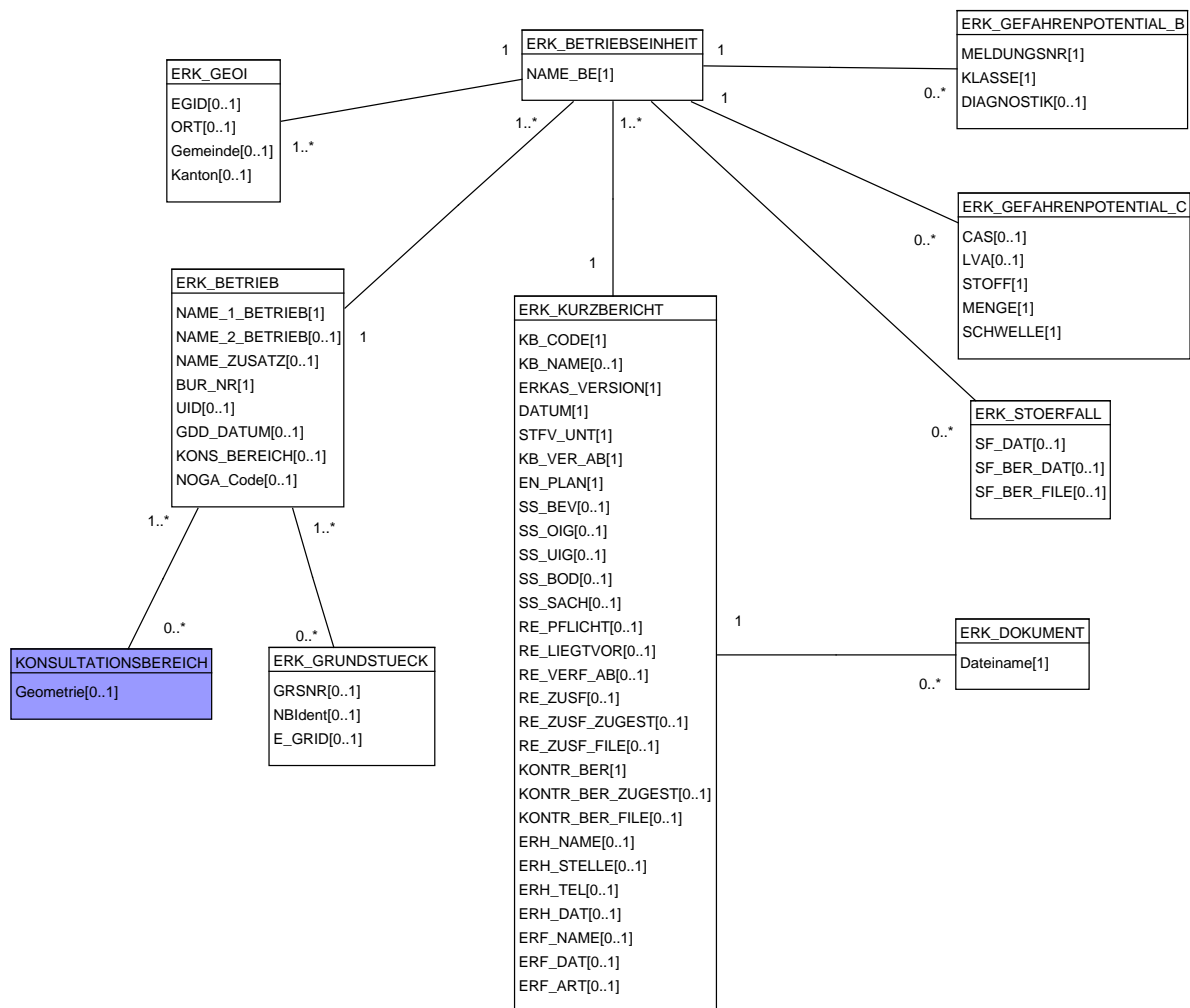 ERK_GEFAHRENPOTENTIAL_B
MELDUNGSNR[1]
KLASSE[1]
DIAGNOSTIK[0..1]
1
ERK_BETRIEBSEINHEIT
NAME_BE[1]
1
0..*
1
1..*
1..*
ERK_GEOI
EGID[0..1]
ORT[0..1]
Gemeinde[0..1]
Kanton[0..1]
1..*
ERK_GEFAHRENPOTENTIAL_C
CAS[0..1]
LVA[0..1]
STOFF[1]
MENGE[1]
SCHWELLE[1]
0..*
ERK_BETRIEB
NAME_1_BETRIEB[1]
NAME_2_BETRIEB[0..1]
NAME_ZUSATZ[0..1]
BUR_NR[1]
UID[0..1]
GDD_DATUM[0..1]
KONS_BEREICH[0..1]
NOGA_Code[0..1]
1
1
ERK_KURZBERICHT
KB_CODE[1]
KB_NAME[0..1]
ERKAS_VERSION[1]
DATUM[1]
STFV_UNT[1]
KB_VER_AB[1]
EN_PLAN[1]
SS_BEV[0..1]
SS_OIG[0..1]
SS_UIG[0..1]
SS_BOD[0..1]
SS_SACH[0..1]
RE_PFLICHT[0..1]
RE_LIEGTVOR[0..1]
RE_VERF_AB[0..1]
RE_ZUSF[0..1]
RE_ZUSF_ZUGEST[0..1]
RE_ZUSF_FILE[0..1]
KONTR_BER[1]
KONTR_BER_ZUGEST[0..1]
KONTR_BER_FILE[0..1]
ERH_NAME[0..1]
ERH_STELLE[0..1]
ERH_TEL[0..1]
ERH_DAT[0..1]
ERF_NAME[0..1]
ERF_DAT[0..1]
ERF_ART[0..1]
ERK_STOERFALL
SF_DAT[0..1]
SF_BER_DAT[0..1]
SF_BER_FILE[0..1]
0..*
1..*
1..*
0..*
0..*
KONSULTATIONSBEREICH
Geometrie[0..1]
ERK_GRUNDSTUECK
GRSNR[0..1]
NBIdent[0..1]
E_GRID[0..1]
1
ERK_DOKUMENT
Dateiname[1]
0..*